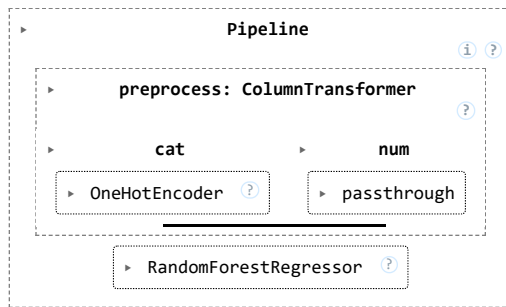 Pipeline
i ?
preprocess: ColumnTransformer
?
cat num
OneHotEncoder ? passthrough
RandomForestRegressor ?